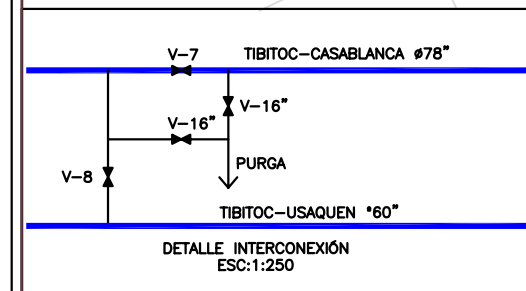 V-7
TIBITOC-CASABLANCA ø78"
V-16"
V-16"
PURGA
V-8
TIBITOC-USAQUEN *60"
DETALLE INTERCONEXIÓN
ESC:1:250